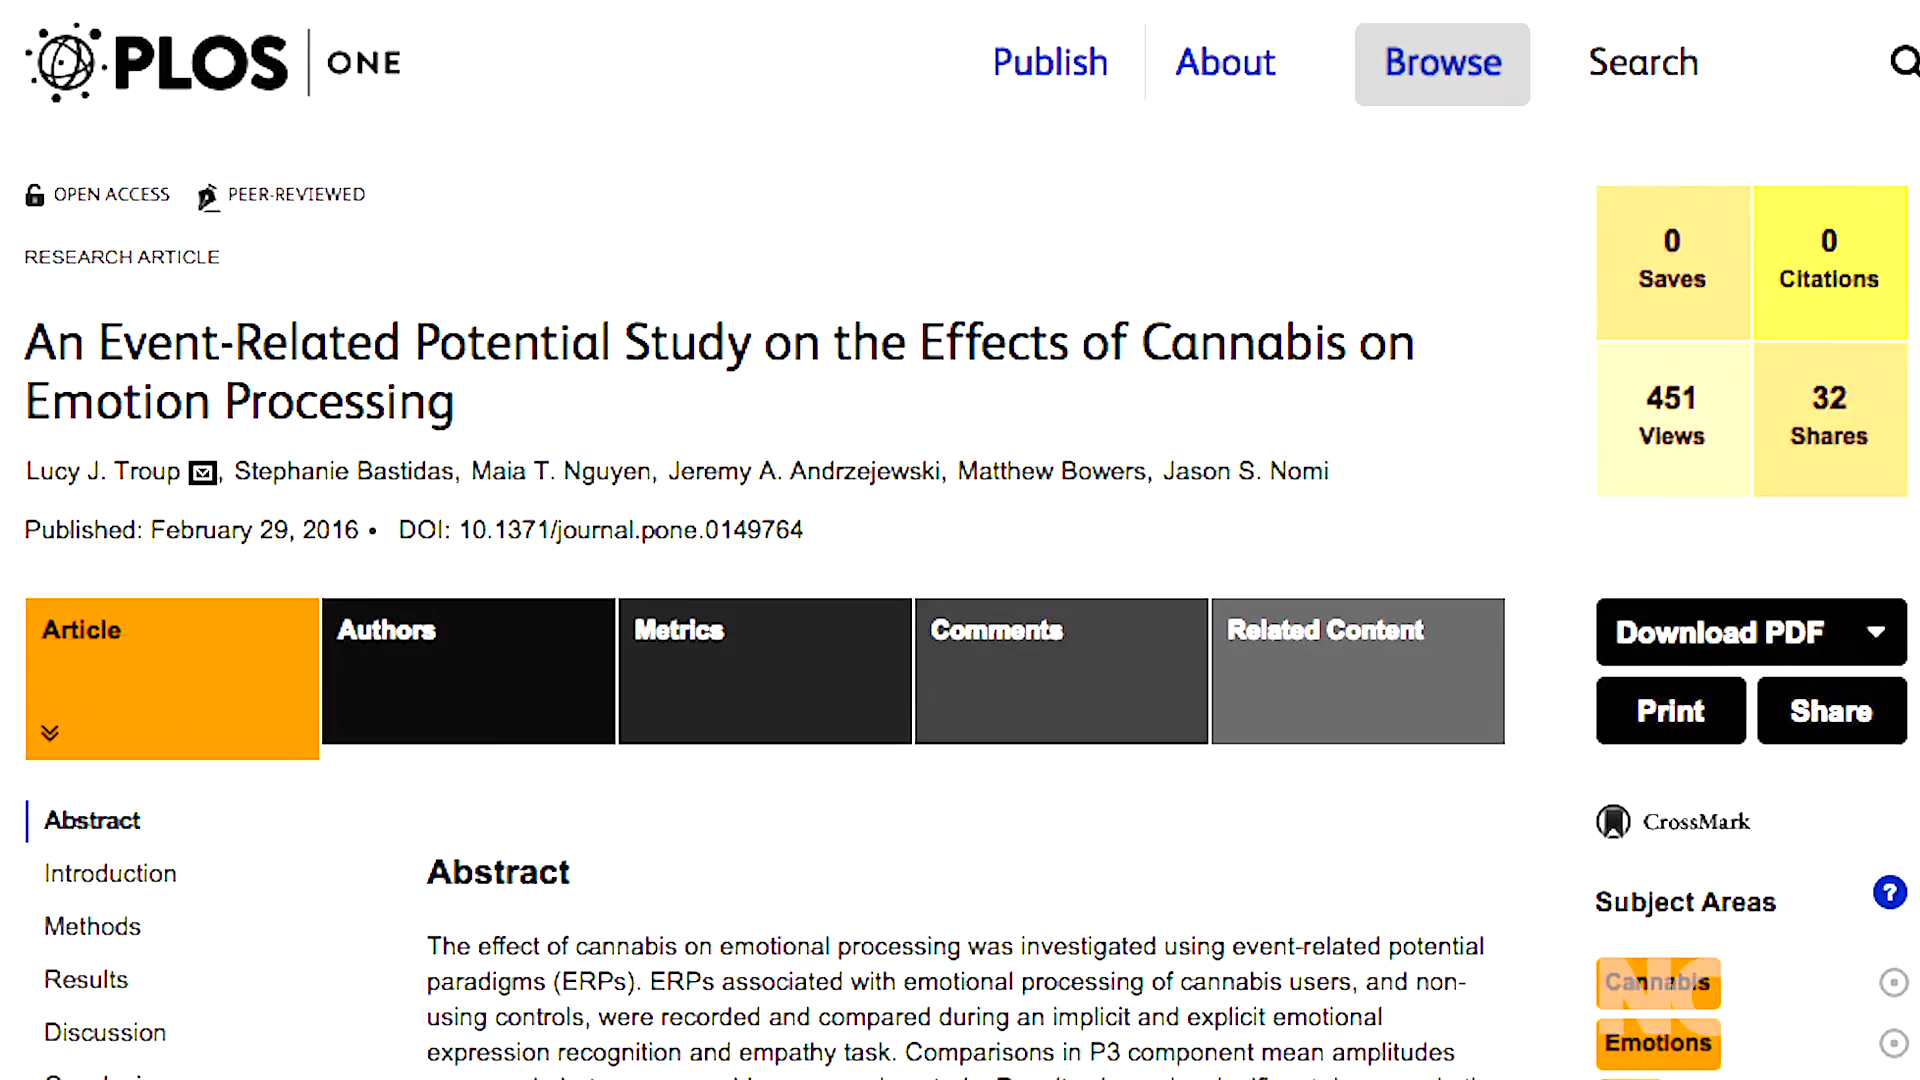 PLOS ONE
Publish About Browse Search
OPEN ACCESS PEER-REVIEWED
RESEARCH ARTICLE
0 Saves
0 Citations
451 Views
32 Shares
An Event-Related Potential Study on the Effects of Cannabis on
Emotion Processing
Lucy J. Troup , Stephanie Bastidas, Maia T. Nguyen, Jeremy A. Andrzejewski, Matthew Bowers, Jason S. Nomi
Published: February 29, 2016 • DOI: 10.1371/journal.pone.0149764
Article
Authors
Metrics
Comments
Related Content
Download PDF
Print
Share
CrossMark
Abstract
Introduction
Methods
Results
Discussion
Abstract
The effect of cannabis on emotional processing was investigated using event-related potential
paradigms (ERPs). ERPs associated with emotional processing of cannabis users, and non-
using controls, were recorded and compared during an implicit and explicit emotional
expression recognition and empathy task. Comparisons in P3 component mean amplitudes
Subject Areas
?
Cannabis
Emotions